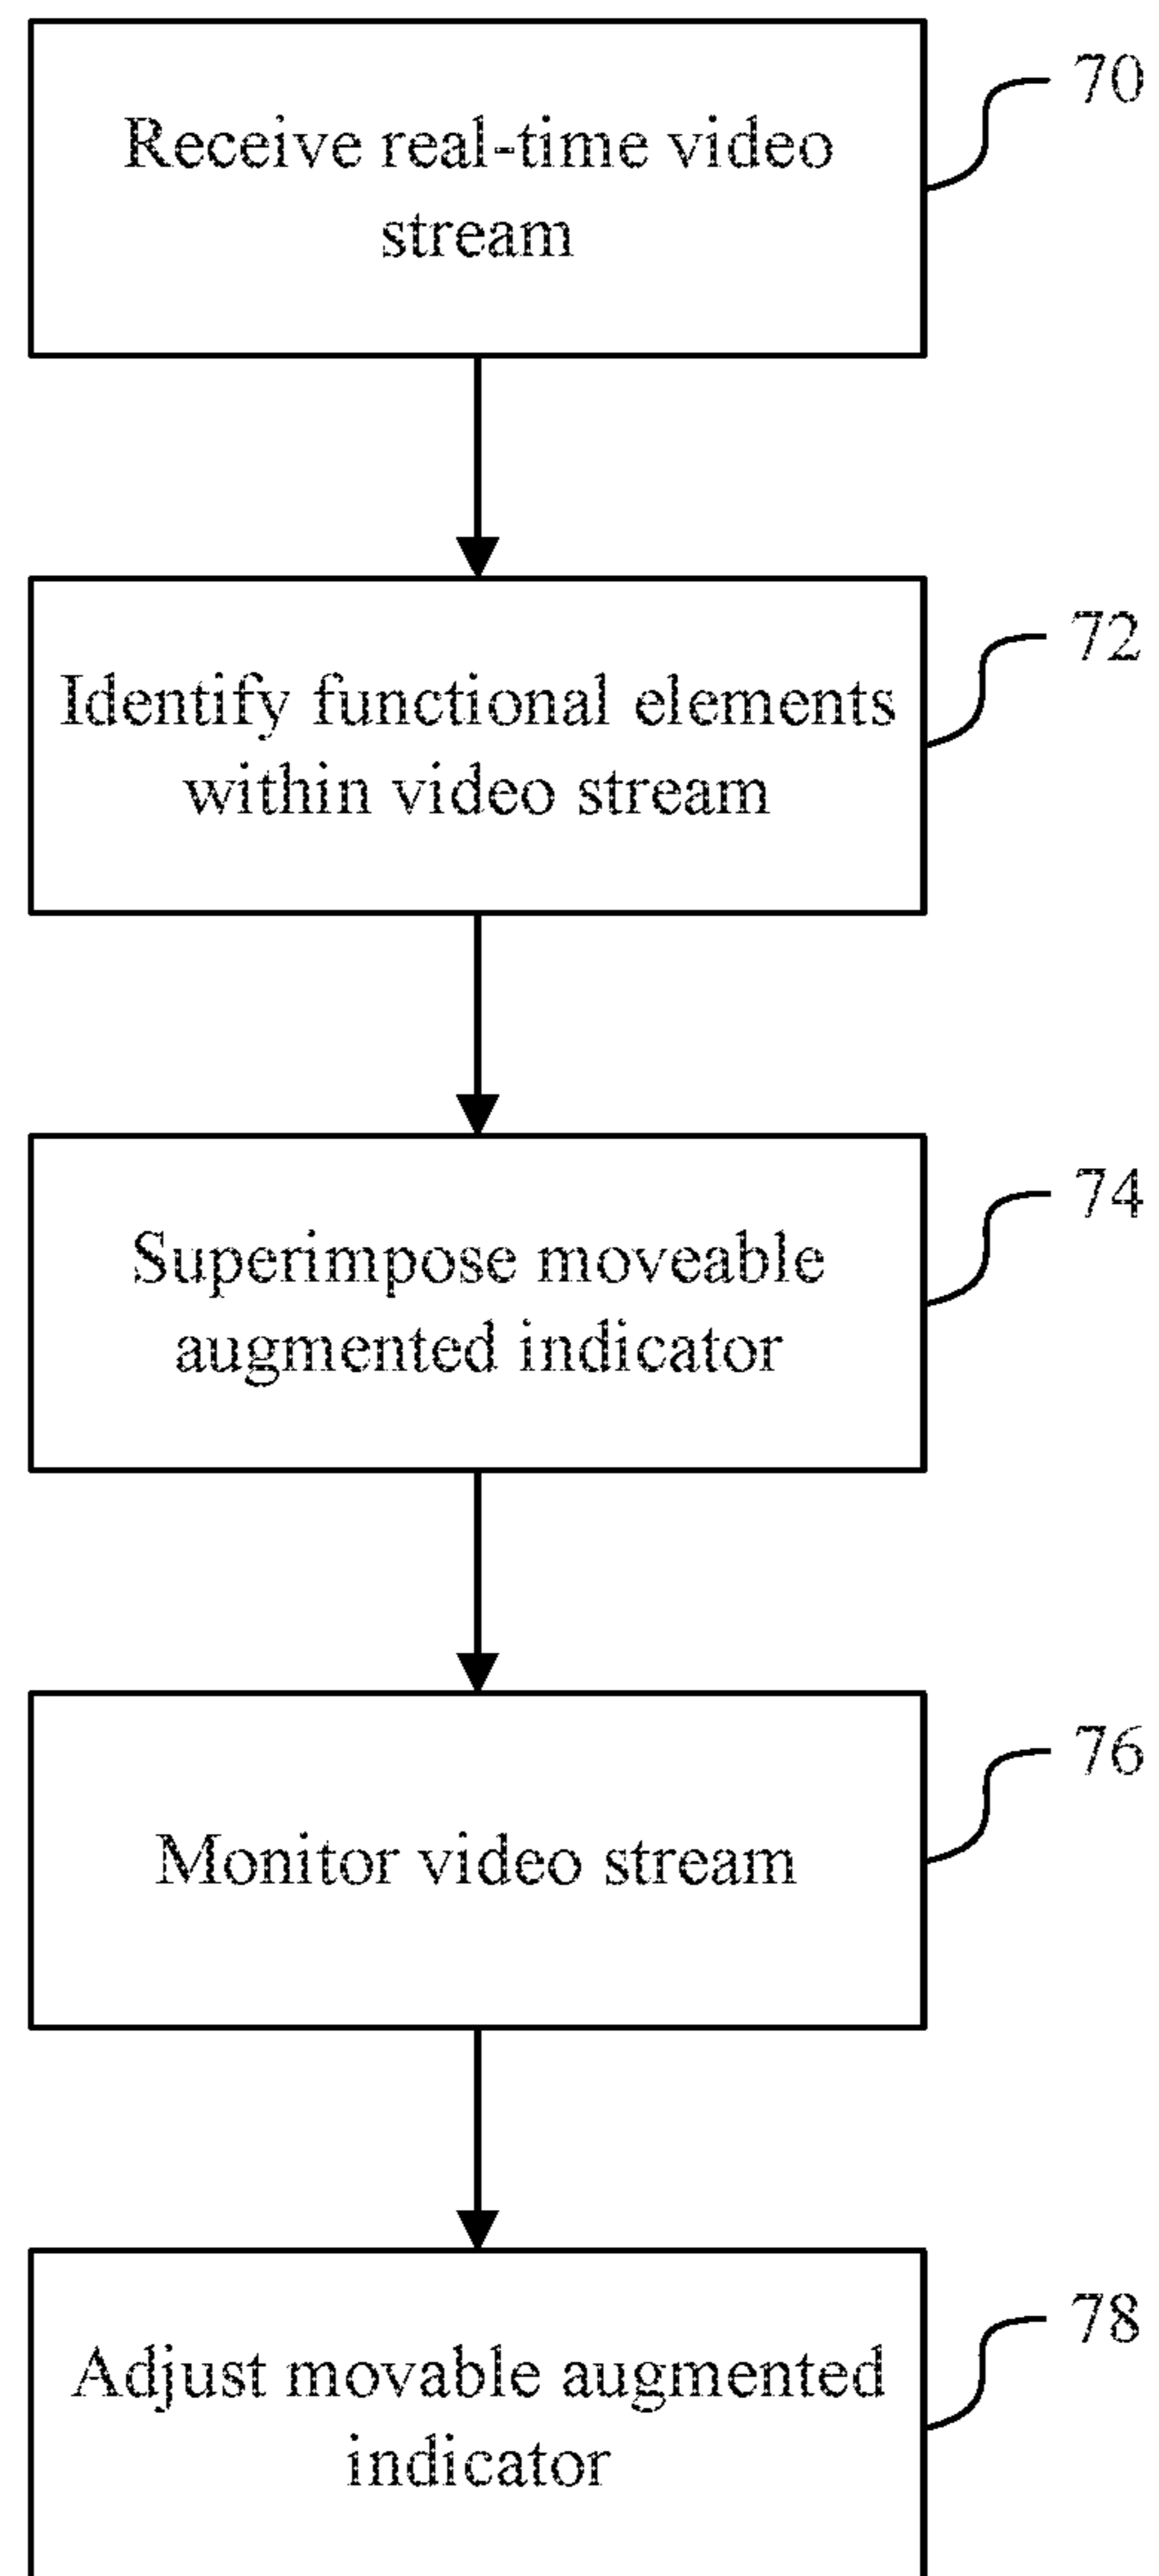 70
Receive real-time video
stream
72
Identify functional elements
within video stream
74
Superimpose moveable
augmented indicator
76
Monitor video stream
78
Adjust movable augmented
indicator